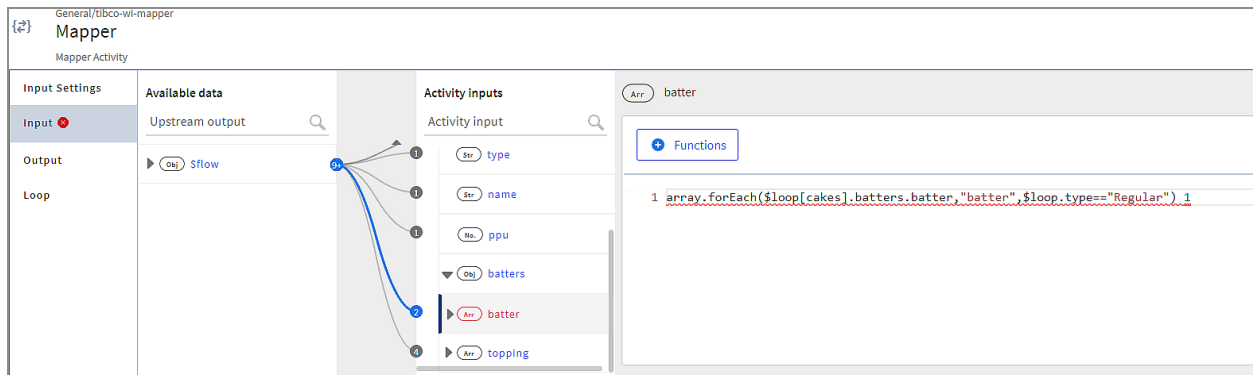 General/tibco-wi-mapper
Mapper
Mapper Activity
Input Settings
Input
Output
Loop
Available data
Upstream output
Obj $flow
9+
Activity inputs
Activity input
1 Str type
1 Str name
1 No. ppu
Obj batters
2 Arr batter
4 Arr topping
Arr batter
Functions
1 array.forEach($loop[cakes].batters.batter,"batter",$loop.type=="Regular") 1